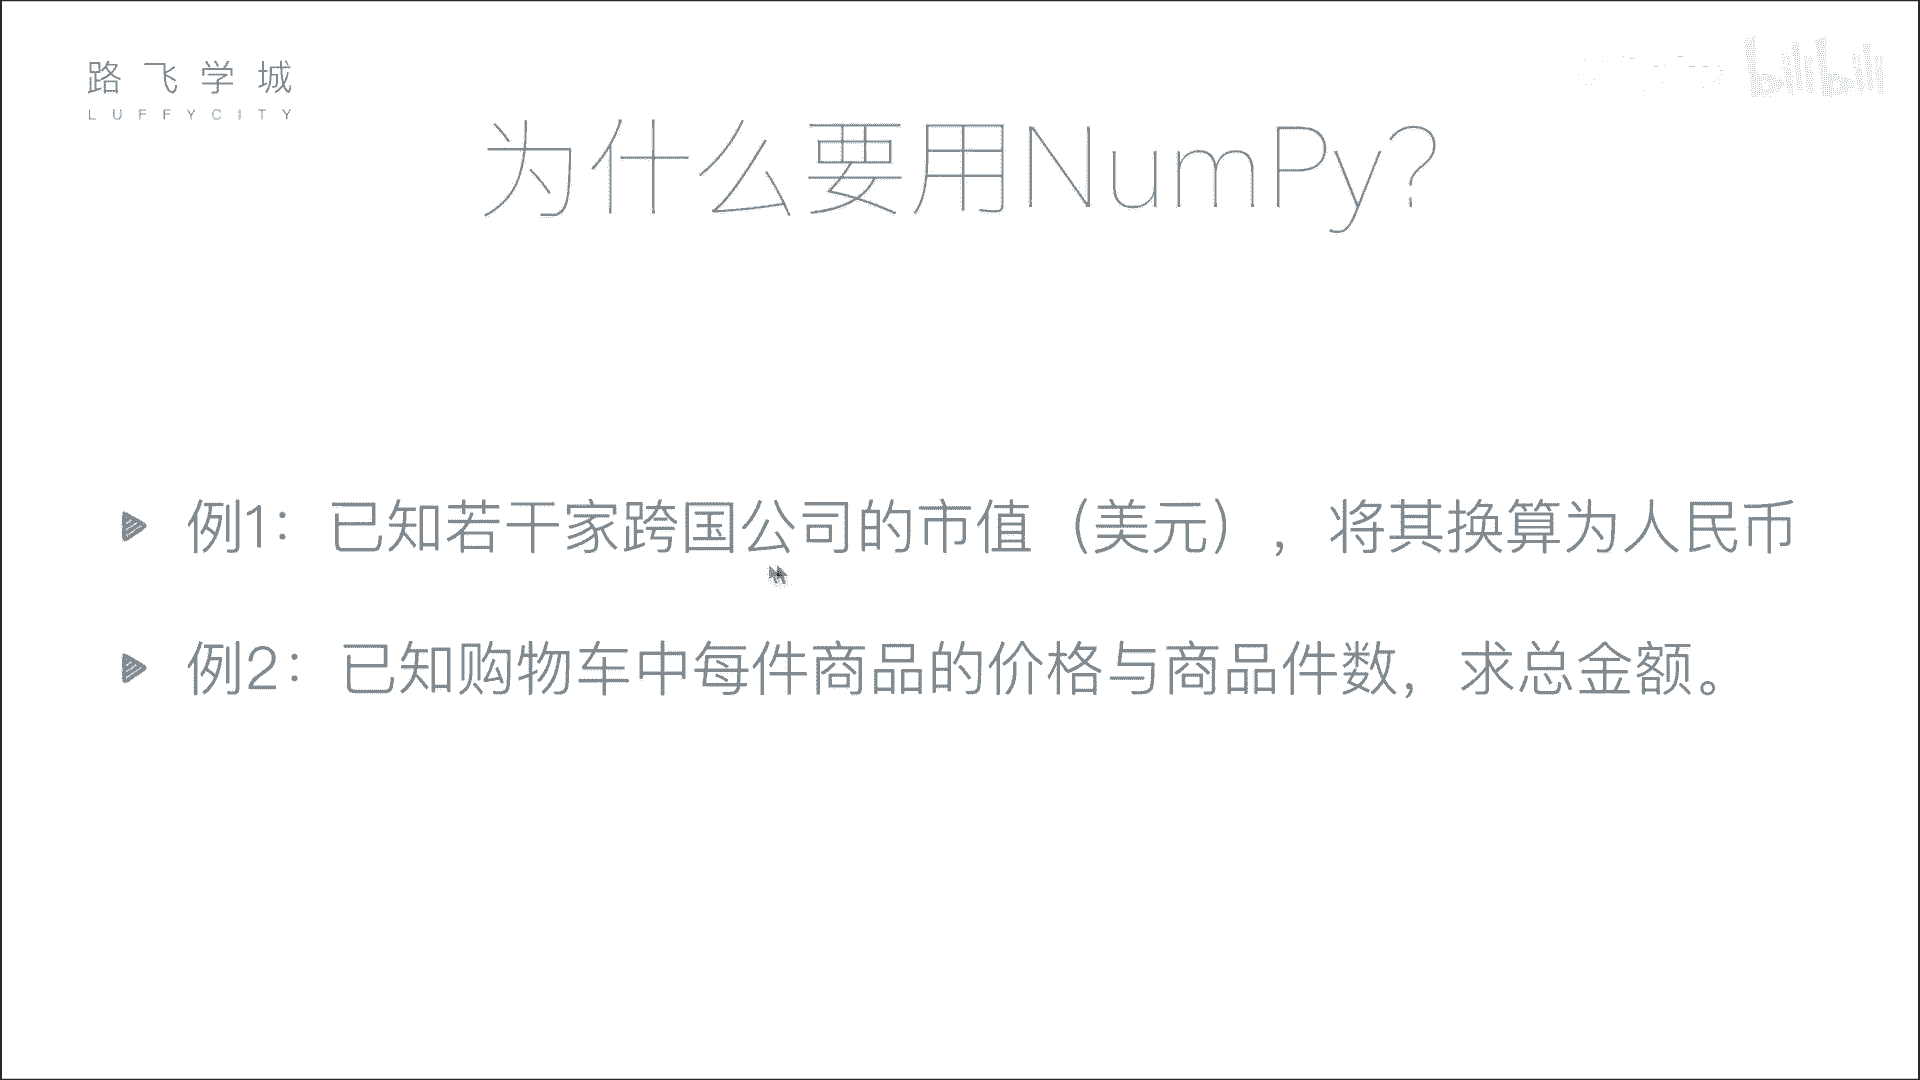 路飞学城
LUFFYCITY
bilibili
为什么要用NumPy?
例1：已知若干家跨国公司的市值（美元），将其换算为人民币
例2：已知购物车中每件商品的价格与商品件数，求总金额。